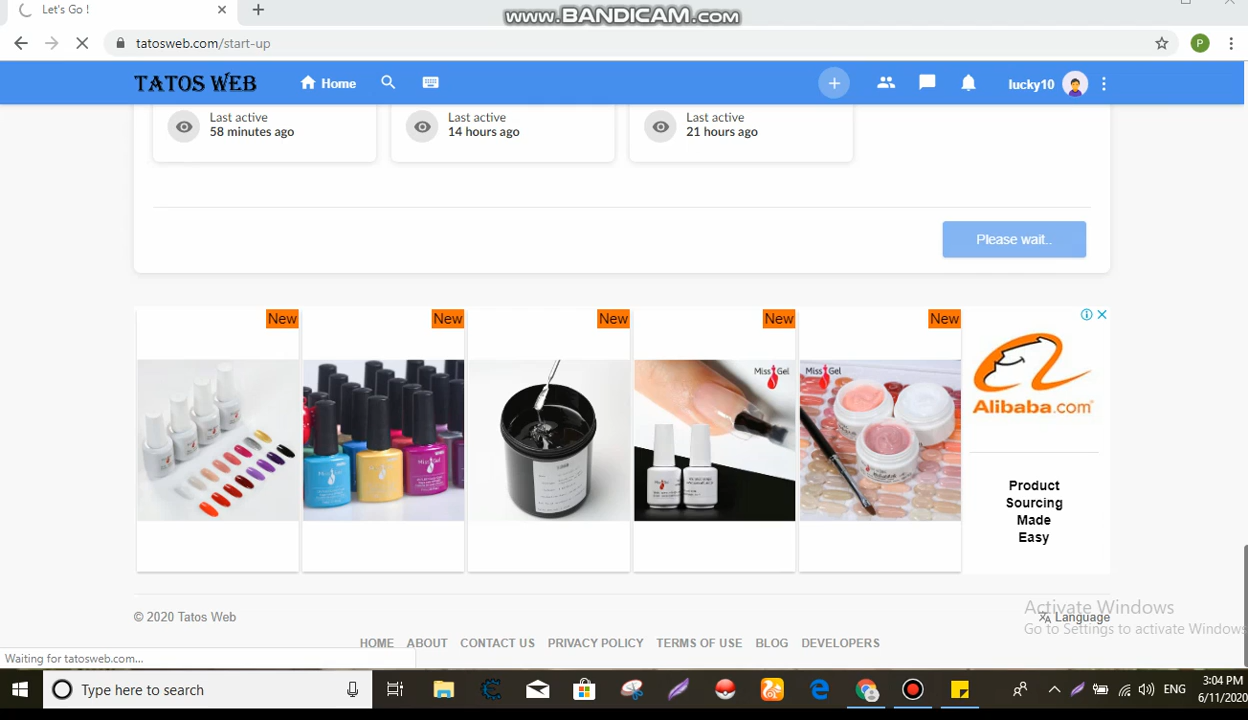 Let's Go !
www.BANDICAM.com
tatosweb.com/start-up
P
TATOS WEB
Home
lucky10
Last active
58 minutes ago
Last active
14 hours ago
Last active
21 hours ago
Please wait..
New
New
New
New
New
Miss Gel
Miss Gel
Alibaba.com
Product
Sourcing
Made
Easy
© 2020 Tatos Web
Activate Windows
Language
Go to Settings to activate Windows
HOME ABOUT CONTACT US PRIVACY POLICY TERMS OF USE BLOG DEVELOPERS
Waiting for tatosweb.com...
Type here to search
ENG
3:04 PM
6/11/2020